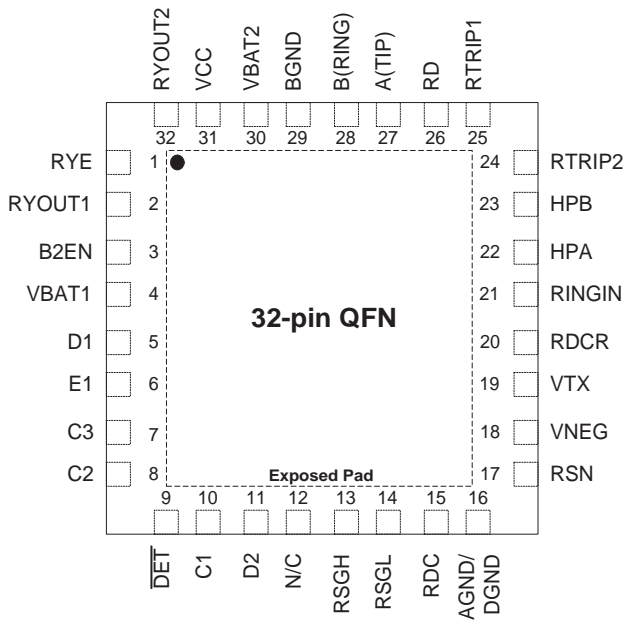 RYOUT2 VCC VBAT2 BGND B(RING) A(TIP) RD RTRIP1
32 31 30 29 28 27 26 25
RYE 1 24 RTRIP2
RYOUT1 2 23 HPB
B2EN 3 22 HPA
VBAT1 4 21 RINGIN
32-pin QFN
D1 5 20 RDCR
E1 6 19 VTX
C3 7 18 VNEG
C2 8 17 RSN
Exposed Pad
9 10 11 12 13 14 15 16
DET C1 D2 N/C RSGH RSGL RDC AGND/
DGND